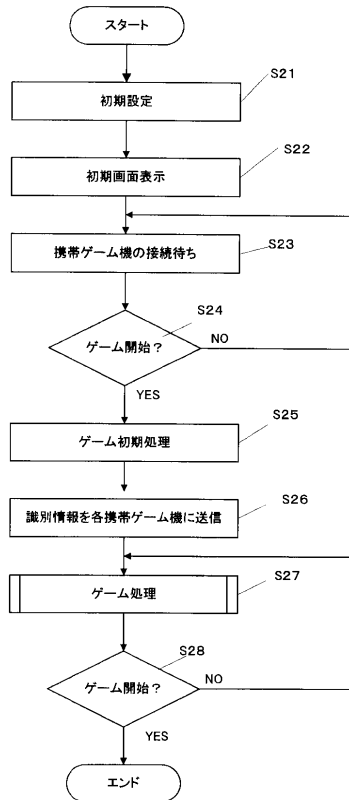 スタート
S21
初期設定
S22
初期画面表示
S23
携帯ゲーム機の接続待ち
S24
ゲーム開始？
NO
YES
S25
ゲーム初期処理
S26
識別情報を各携帯ゲーム機に送信
S27
ゲーム処理
S28
ゲーム開始？
NO
YES
エンド